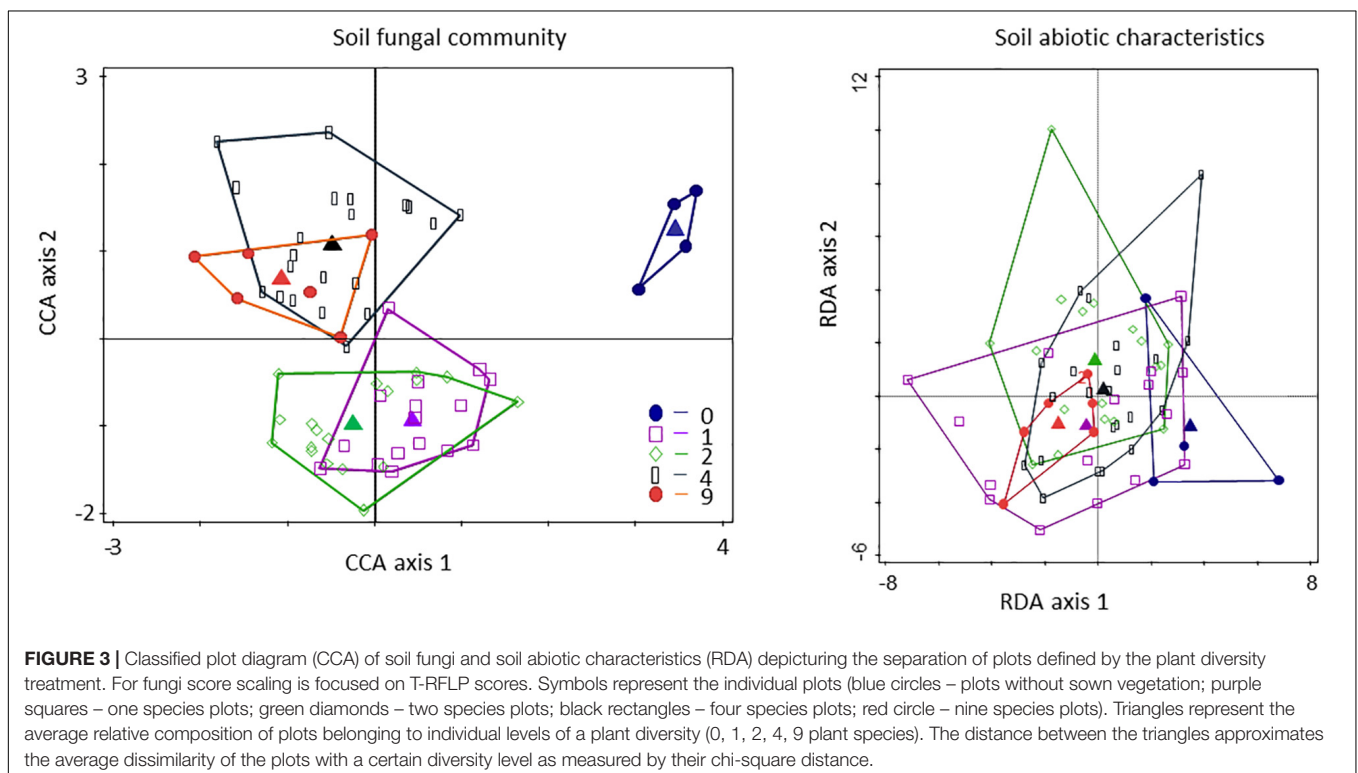 Soil fungal community
3
CCA axis 2
-2
-3
CCA axis 1
4
0
1
2
4
9
Soil abiotic characteristics
12
RDA axis 2
-6
-8
RDA axis 1
8
FIGURE 3 | Classified plot diagram (CCA) of soil fungi and soil abiotic characteristics (RDA) depicturing the separation of plots defined by the plant diversity
treatment. For fungi score scaling is focused on T-RFLP scores. Symbols represent the individual plots (blue circles – plots without sown vegetation; purple
squares – one species plots; green diamonds – two species plots; black rectangles – four species plots; red circle – nine species plots). Triangles represent the
average relative composition of plots belonging to individual levels of a plant diversity (0, 1, 2, 4, 9 plant species). The distance between the triangles approximates
the average dissimilarity of the plots with a certain diversity level as measured by their chi-square distance.